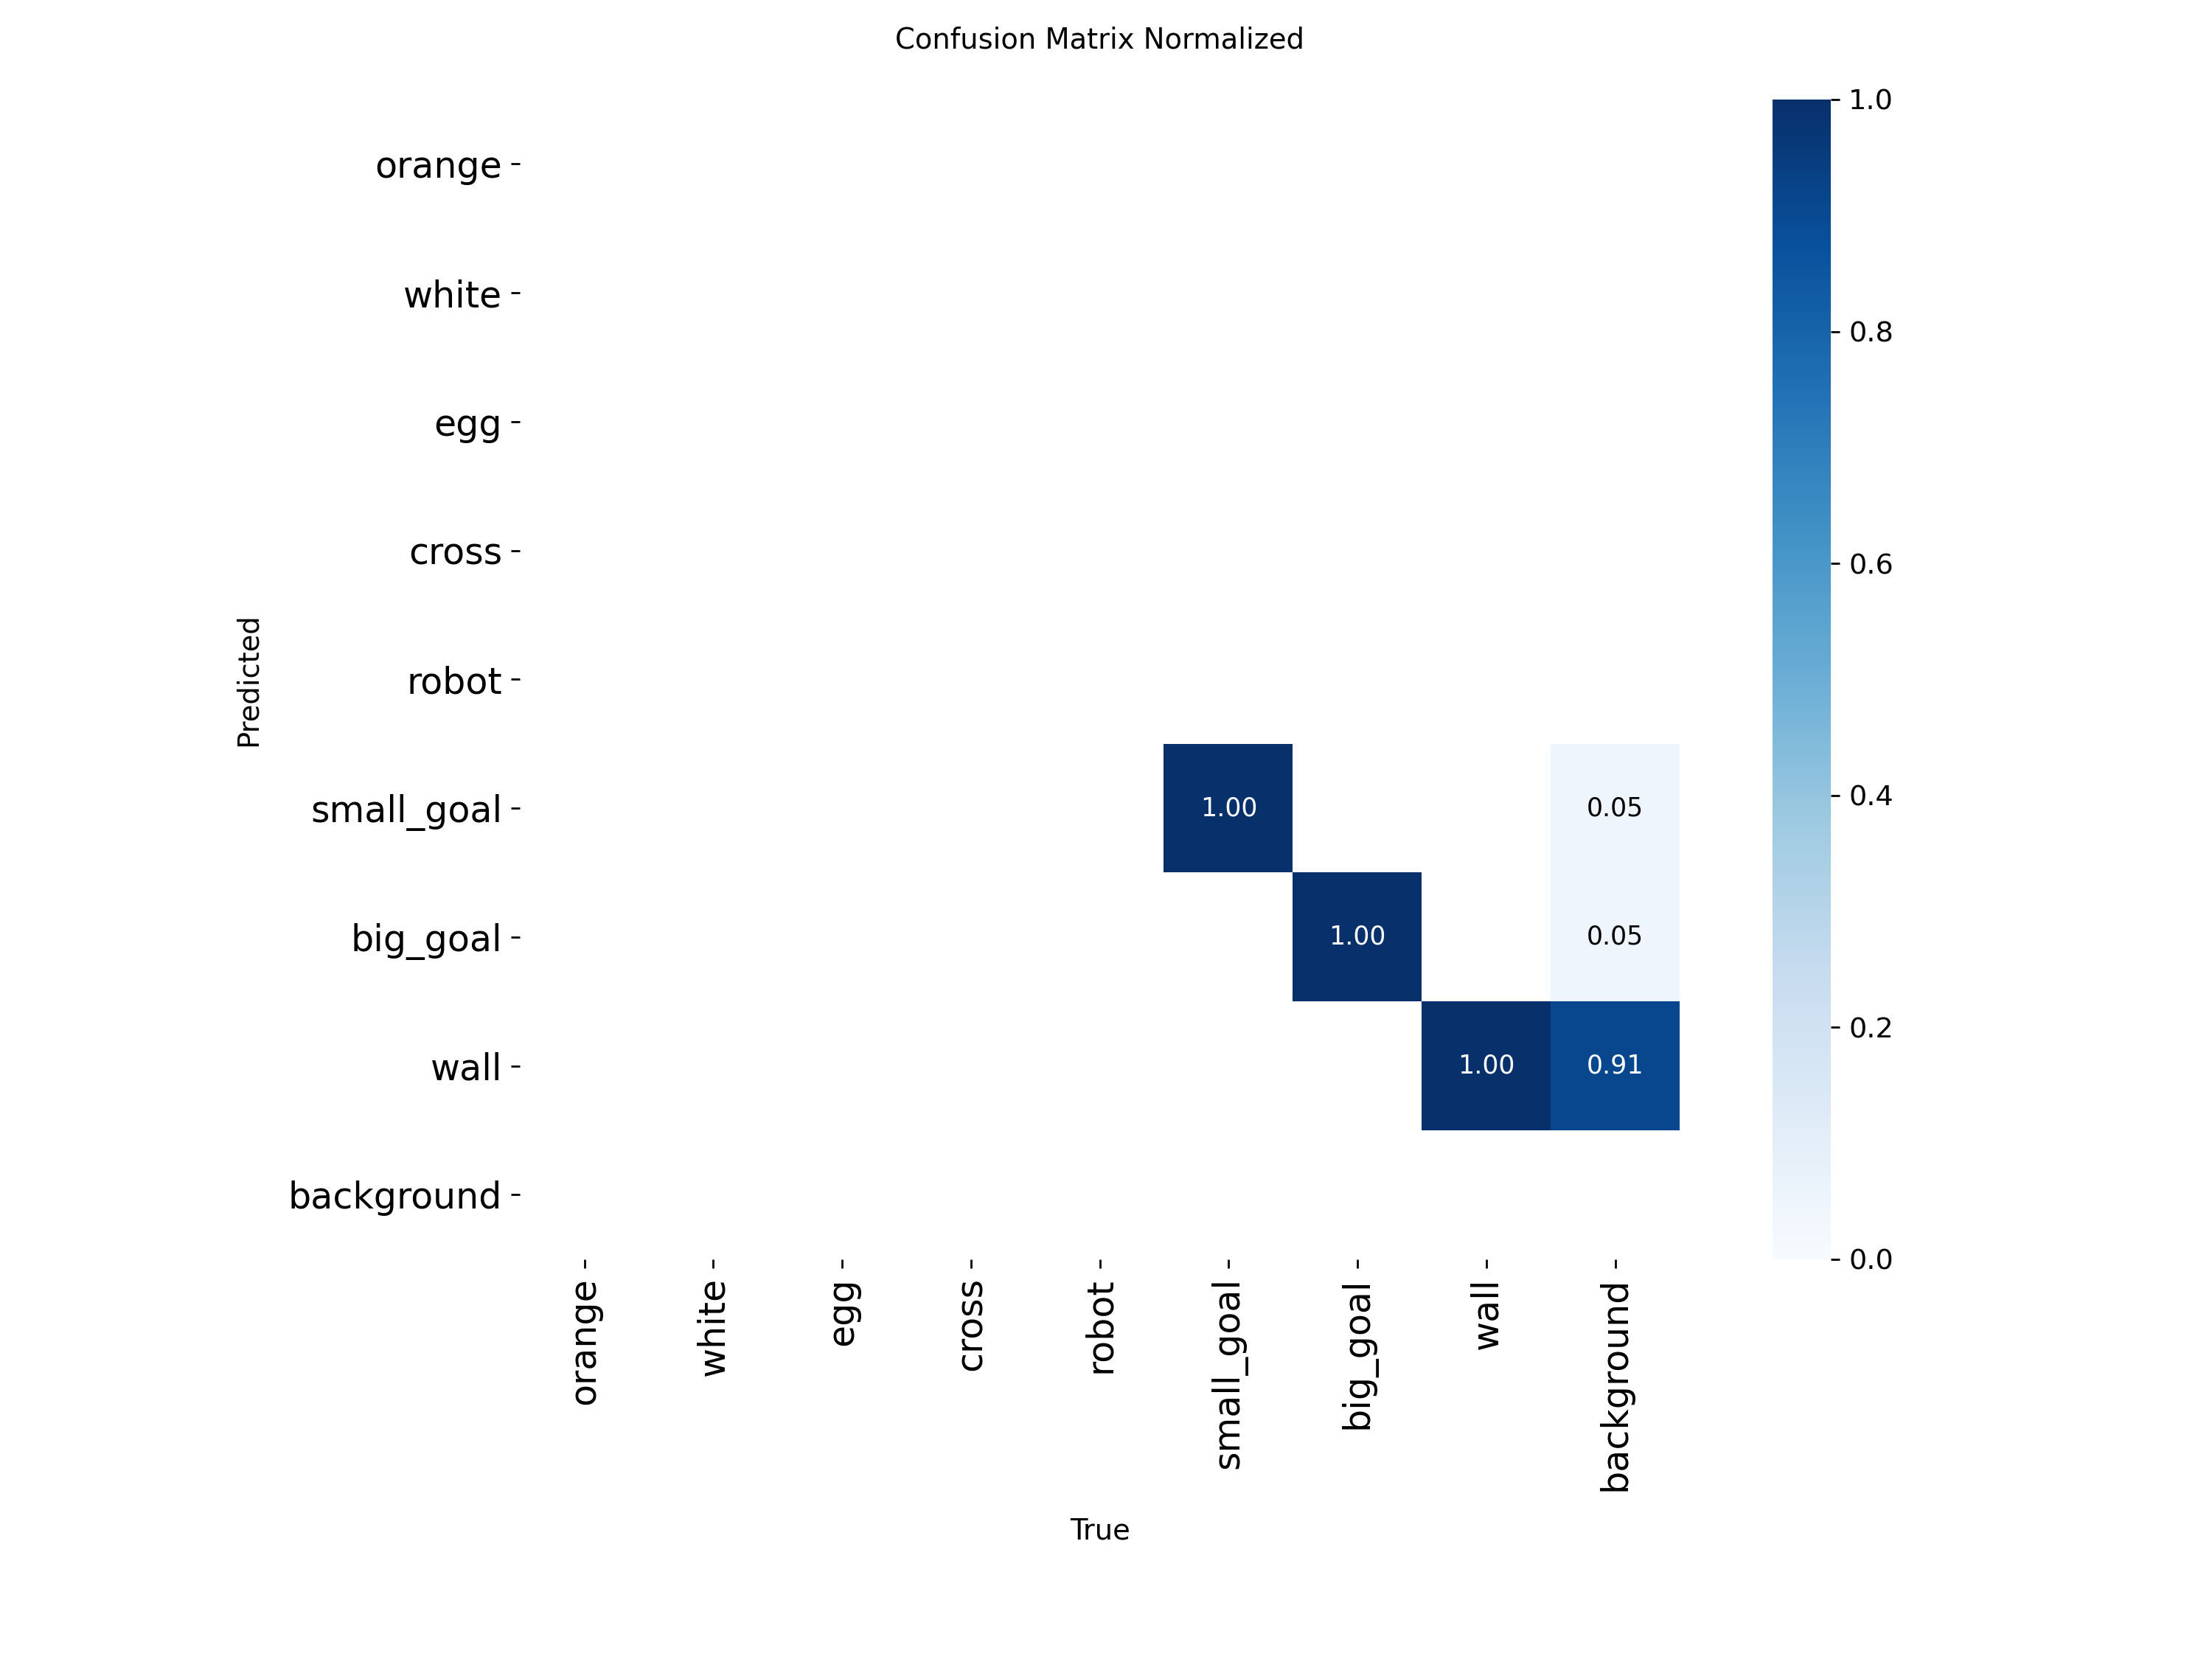 Confusion Matrix Normalized
orange
white
egg
cross
robot
small_goal
big_goal
wall
background
Predicted
1.00
0.05
1.00
0.05
1.00
0.91
orange
white
egg
cross
robot
small_goal
big_goal
wall
background
True
1.0
0.8
0.6
0.4
0.2
0.0